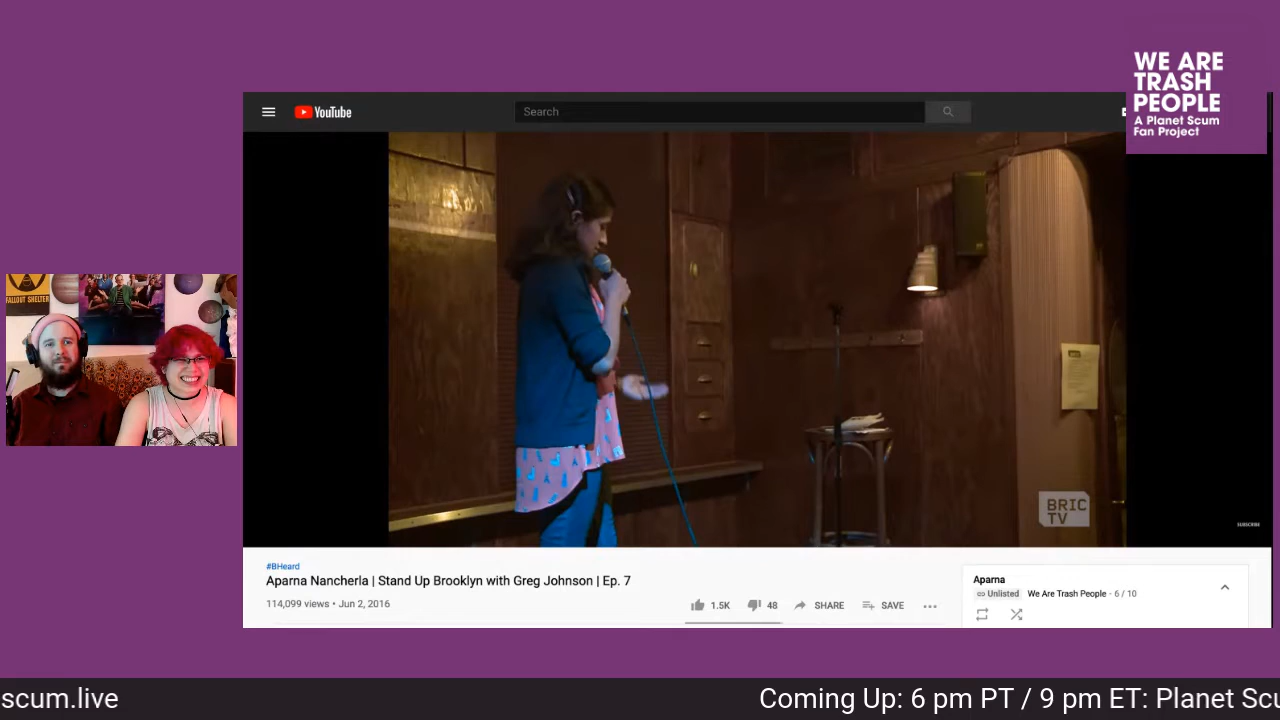 WE ARE
TRASH
PEOPLE
A Planet Scum
Fan Project
YouTube
Search
FALLOUT SHELTER
BRIC
TV
SUBSCRIBE
#BHeard
Aparna Nancherla | Stand Up Brooklyn with Greg Johnson | Ep. 7
114,099 views • Jun 2, 2016
1.5K
48
SHARE
SAVE
Aparna
Unlisted We Are Trash People - 6 / 10
scum.live
Coming Up: 6 pm PT / 9 pm ET: Planet Scu